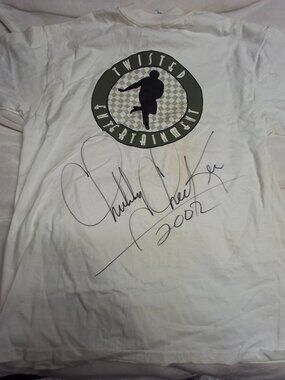 TWISTED
ENTERTAINMENT
Chubby Checker
2002